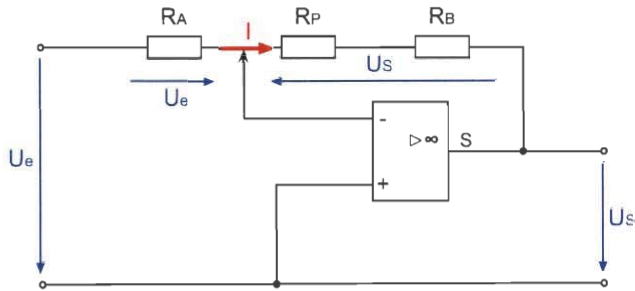 RA I RP RB
Ue US
Ue
-
▷ ∞ S
+
US